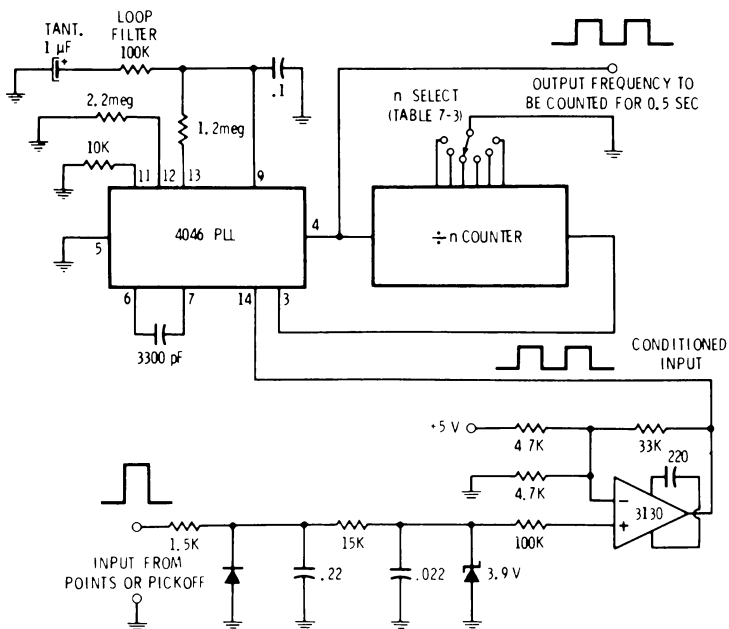 LOOP
FILTER
100K
TANT.
1 µF
+
.1
2.2meg
1.2meg
10K
11
12
13
9
4046 PLL
5
4
6
7
14
3
3300 pF
n SELECT
(TABLE 7-3)
÷n COUNTER
OUTPUT FREQUENCY TO
BE COUNTED FOR 0.5 SEC
CONDITIONED
INPUT
+5 V
4.7K
33K
220
4.7K
−
3130
+
1.5K
15K
100K
.22
.022
3.9 V
INPUT FROM
POINTS OR PICKOFF